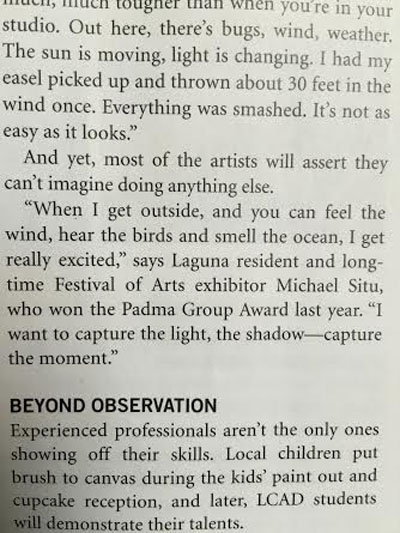 much, much tougher than when you're in your
studio. Out here, there's bugs, wind, weather.
The sun is moving, light is changing. I had my
easel picked up and thrown about 30 feet in the
wind once. Everything was smashed. It's not as
easy as it looks."
And yet, most of the artists will assert they
can't imagine doing anything else.
"When I get outside, and you can feel the
wind, hear the birds and smell the ocean, I get
really excited," says Laguna resident and long-
time Festival of Arts exhibitor Michael Situ,
who won the Padma Group Award last year. "I
want to capture the light, the shadow—capture
the moment."
BEYOND OBSERVATION
Experienced professionals aren't the only ones
showing off their skills. Local children put
brush to canvas during the kids' paint out and
cupcake reception, and later, LCAD students
will demonstrate their talents.